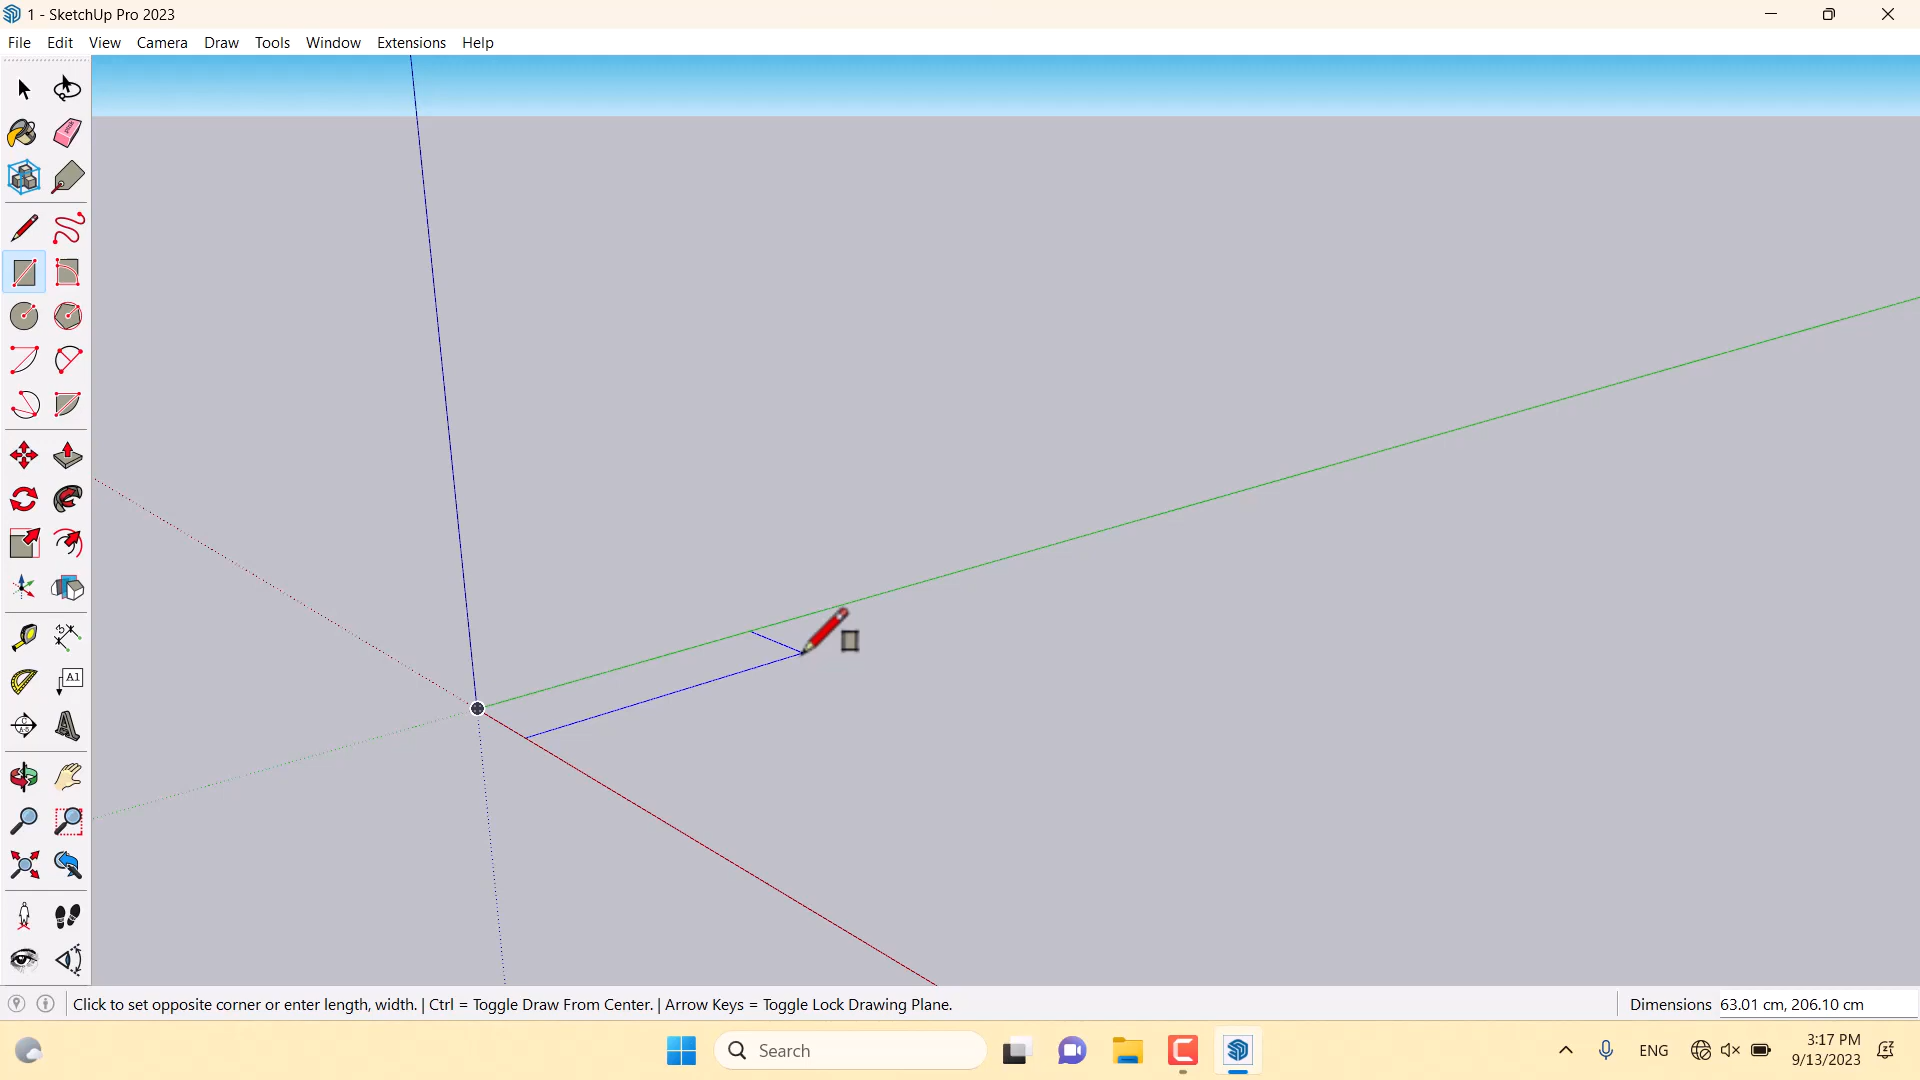 1 - SketchUp Pro 2023
File Edit View Camera Draw Tools Window Extensions Help
A1
Click to set opposite corner or enter length, width. | Ctrl = Toggle Draw From Center. | Arrow Keys = Toggle Lock Drawing Plane.
Dimensions 63.01 cm, 206.10 cm
Search
ENG
3:17 PM
9/13/2023